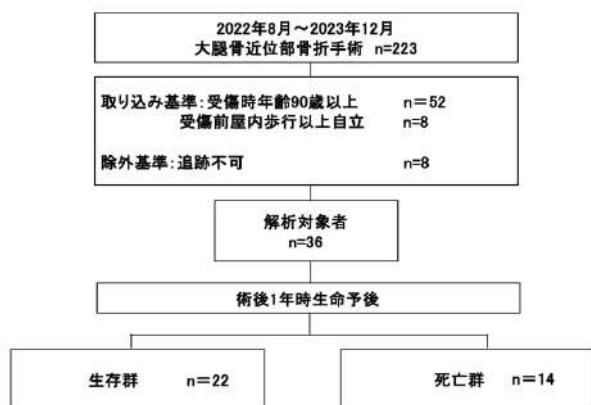 2022年8月～2023年12月
大腿骨近位部骨折手術 n=223
取り込み基準:受傷時年齢90歳以上 n＝52
受傷前屋内歩行以上自立 n=8
除外基準:追跡不可 n=8
解析対象者
n=36
術後1年時生命予後
生存群 n＝22
死亡群 n＝14